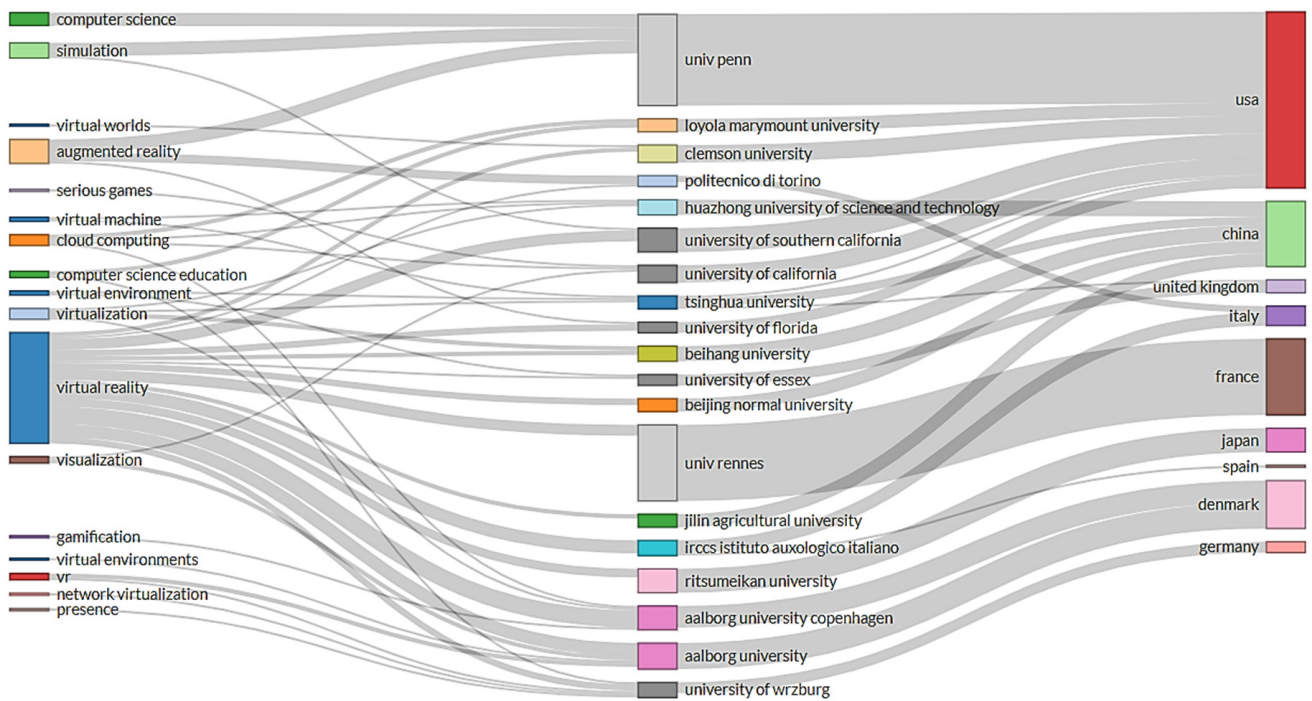 computer science
simulation
virtual worlds
augmented reality
serious games
virtual machine
cloud computing
computer science education
virtual environment
virtualization
virtual reality
visualization
gamification
virtual environments
vr
network virtualization
presence
univ penn
loyola marymount university
clemson university
politecnico di torino
huazhong university of science and technology
university of southern california
university of california
tsinghua university
university of florida
beihang university
university of essex
beijing normal university
univ rennes
jilin agricultural university
irccs istituto auxologico italiano
ritsumeikan university
aalborg university copenhagen
aalborg university
university of wrzburg
usa
china
united kingdom
italy
france
japan
spain
denmark
germany